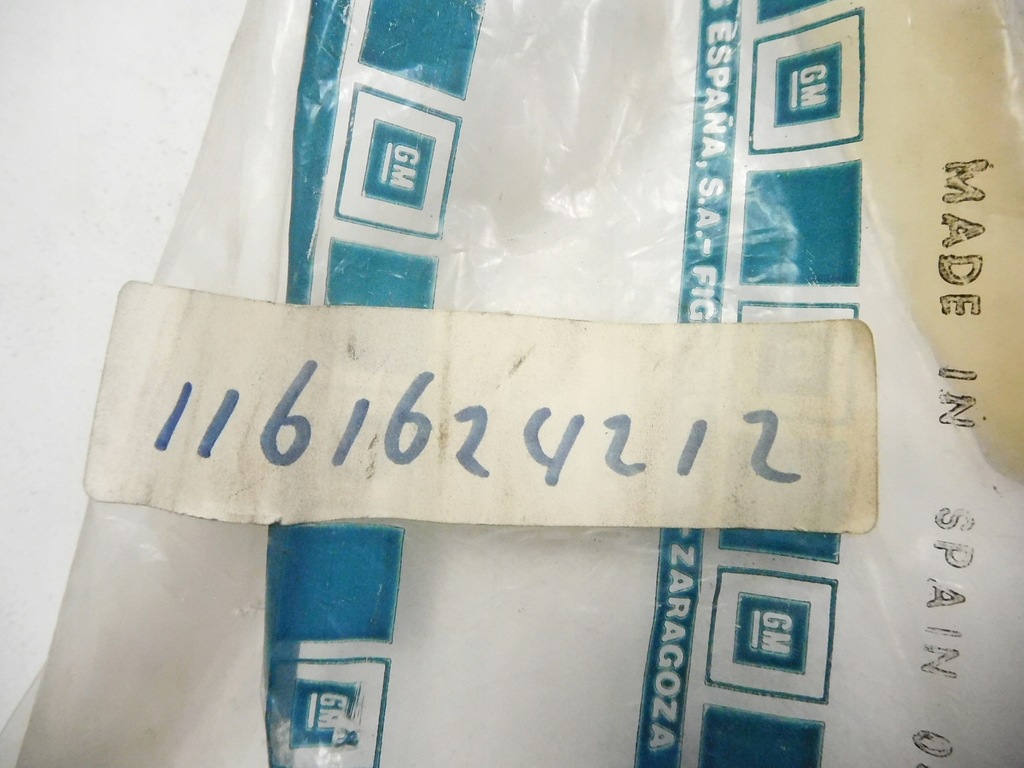 GM
GM
ESPAÑA, S.A.- FIG
1161624212
ZARAGOZA
GM
GM
MADE IN SPAIN